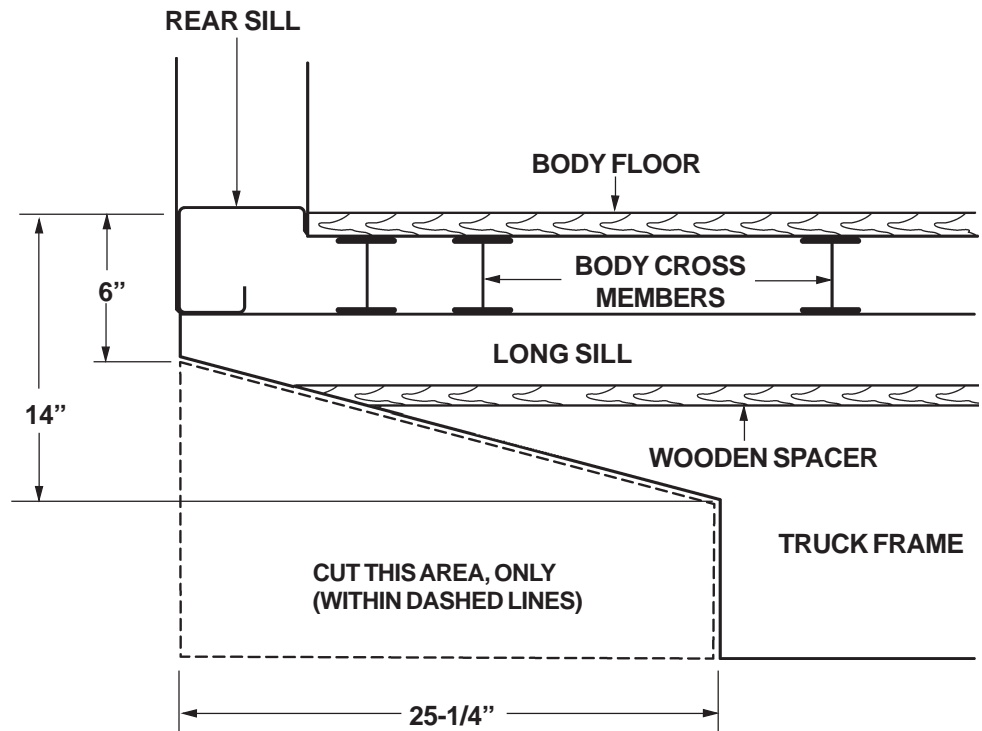 REAR SILL
BODY FLOOR
BODY CROSS
MEMBERS
6”
LONG SILL
14”
WOODEN SPACER
TRUCK FRAME
CUT THIS AREA, ONLY
(WITHIN DASHED LINES)
25-1/4”